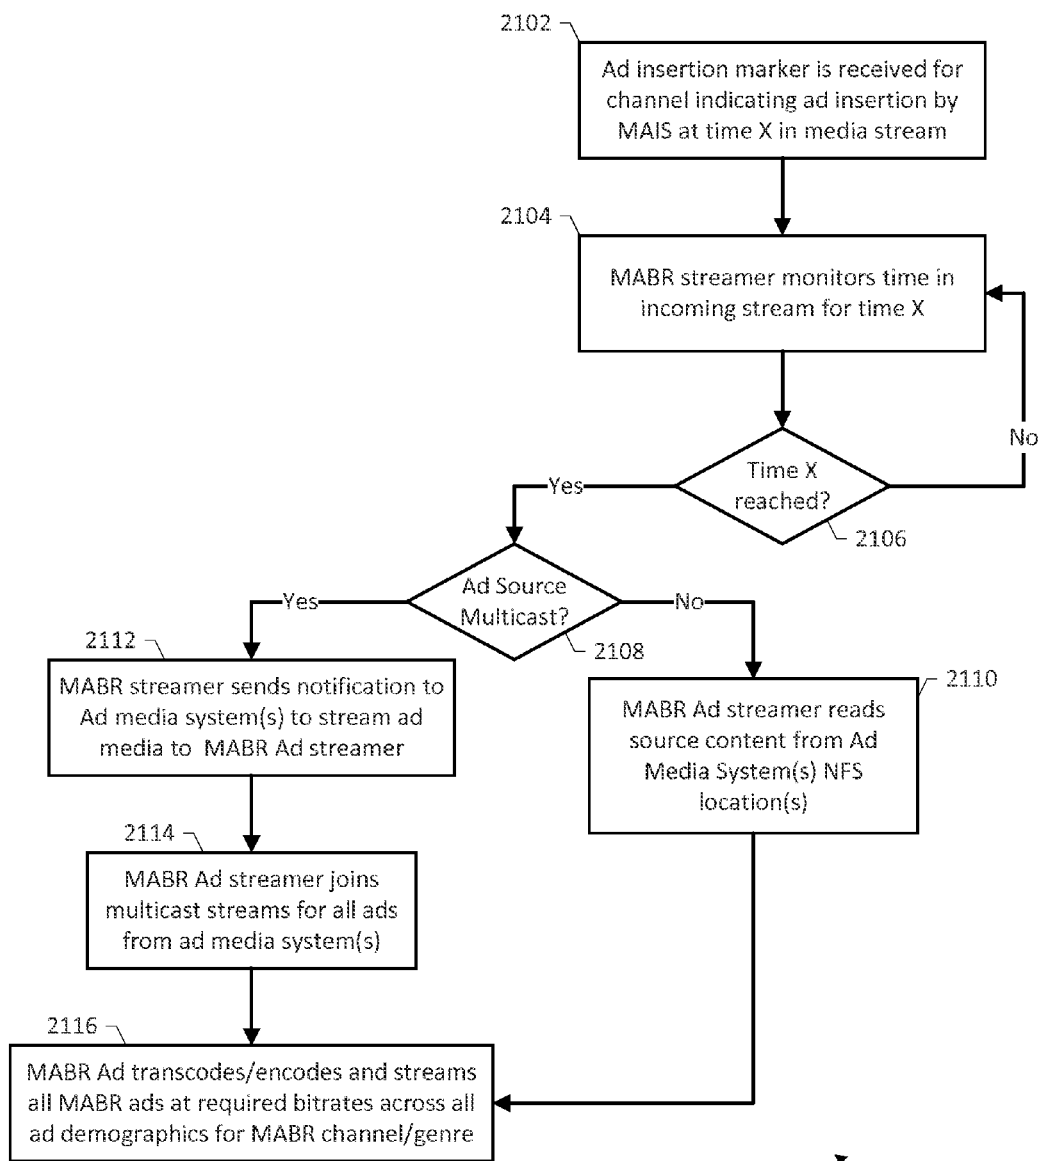 2102
Ad insertion marker is received for
channel indicating ad insertion by
MAIS at time X in media stream
2104
MABR streamer monitors time in
incoming stream for time X
No
Time X
reached?
Yes
2106
Ad Source
Multicast?
Yes
No
2108
2112
MABR streamer sends notification to
Ad media system(s) to stream ad
media to MABR Ad streamer
2110
MABR Ad streamer reads
source content from Ad
Media System(s) NFS
location(s)
2114
MABR Ad streamer joins
multicast streams for all ads
from ad media system(s)
2116
MABR Ad transcodes/encodes and streams
all MABR ads at required bitrates across all
ad demographics for MABR channel/genre